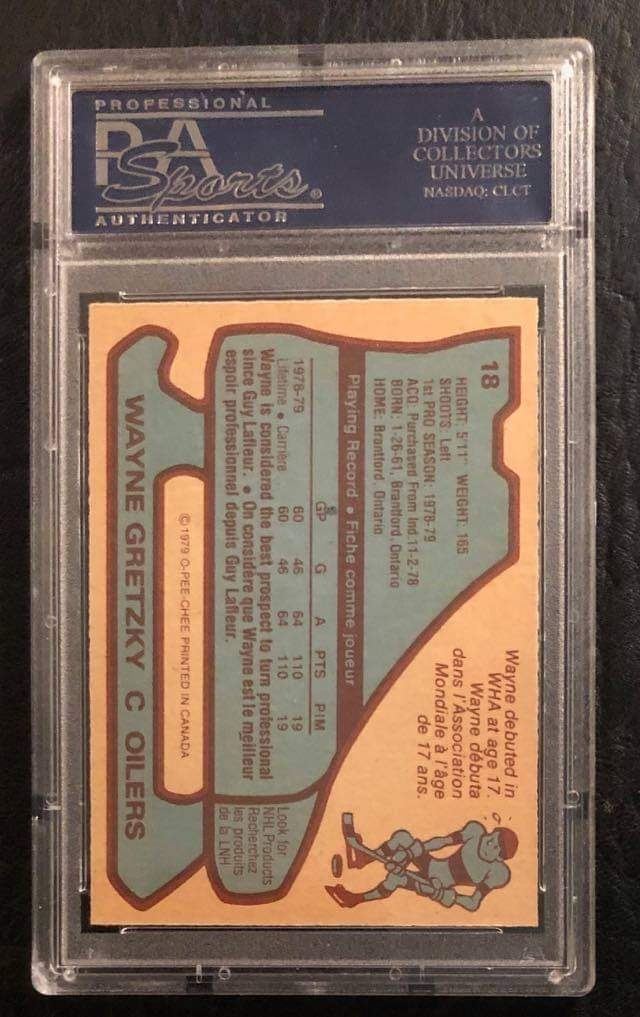 PROFESSIONAL
PSA
Sports®
AUTHENTICATOR
A
DIVISION OF
COLLECTORS
UNIVERSE
NASDAQ: CLCT
18
HEIGHT: 5'11" WEIGHT: 165
SHOOTS: Left
1st PRO SEASON: 1978-79
ACQ: Purchased From Ind. 11-2-78
BORN: 1-26-61, Brantford, Ontario
HOME: Brantford, Ontario
Wayne debuted in
WHA at age 17.
Wayne débuta
dans l'Association
Mondiale à l'âge
de 17 ans.
Playing Record • Fiche comme joueur
GP G A PTS PIM
1978-79 60 46 64 110 19
Lifetime • Carrière 60 46 64 110 19
Wayne is considered the best prospect to turn professional
since Guy Lafleur. • On considère que Wayne est le meilleur
espoir professionnel depuis Guy Lafleur.
Look for
NHL Products
Recherchez
les produits
de la LNH
© 1979 O-PEE-CHEE PRINTED IN CANADA
WAYNE GRETZKY C OILERS